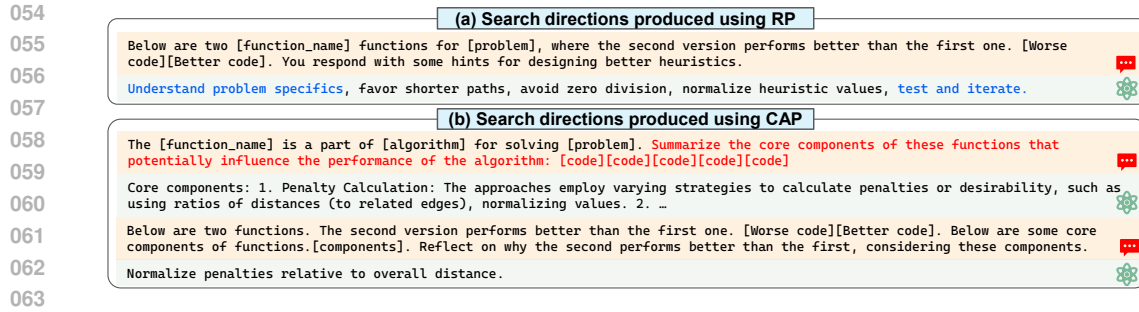 054
(a) Search directions produced using RP
055
Below are two [function_name] functions for [problem], where the second version performs better than the first one. [Worse
code][Better code]. You respond with some hints for designing better heuristics.
056
Understand problem specifics, favor shorter paths, avoid zero division, normalize heuristic values, test and iterate.
057
(b) Search directions produced using CAP
058
The [function_name] is a part of [algorithm] for solving [problem]. Summarize the core components of these functions that
potentially influence the performance of the algorithm: [code][code][code][code][code]
059
Core components: 1. Penalty Calculation: The approaches employ varying strategies to calculate penalties or desirability, such as
060
using ratios of distances (to related edges), normalizing values. 2. …
061
Below are two functions. The second version performs better than the first one. [Worse code][Better code]. Below are some core
components of functions.[components]. Reflect on why the second performs better than the first, considering these components.
062
Normalize penalties relative to overall distance.
063